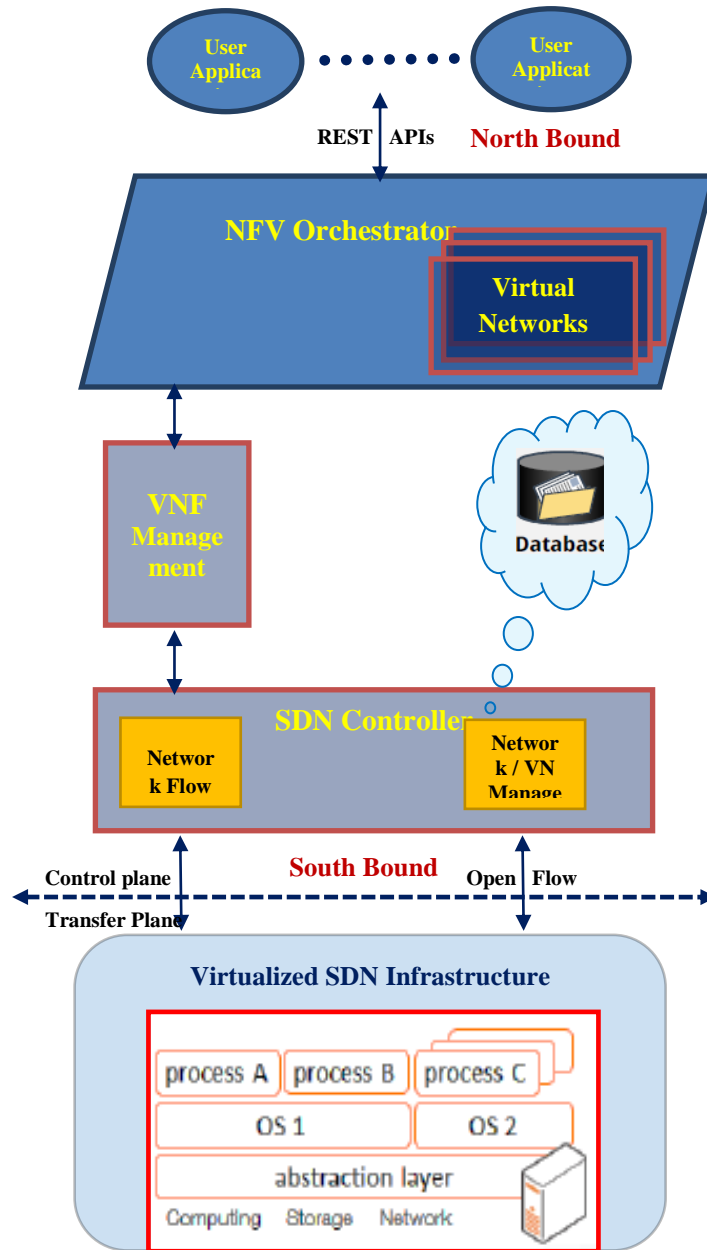 User
Applica
User
Applicat
REST APIs
North Bound
NFV Orchestrator
Virtual
Networks
VNF
Manage
ment
Database
SDN Controller
Networ
k Flow
Networ
k / VN
Manage
South Bound
Control plane
Open Flow
Transfer Plane
Virtualized SDN Infrastructure
process A
process B
process C
OS 1
OS 2
abstraction layer
Computing Storage Network